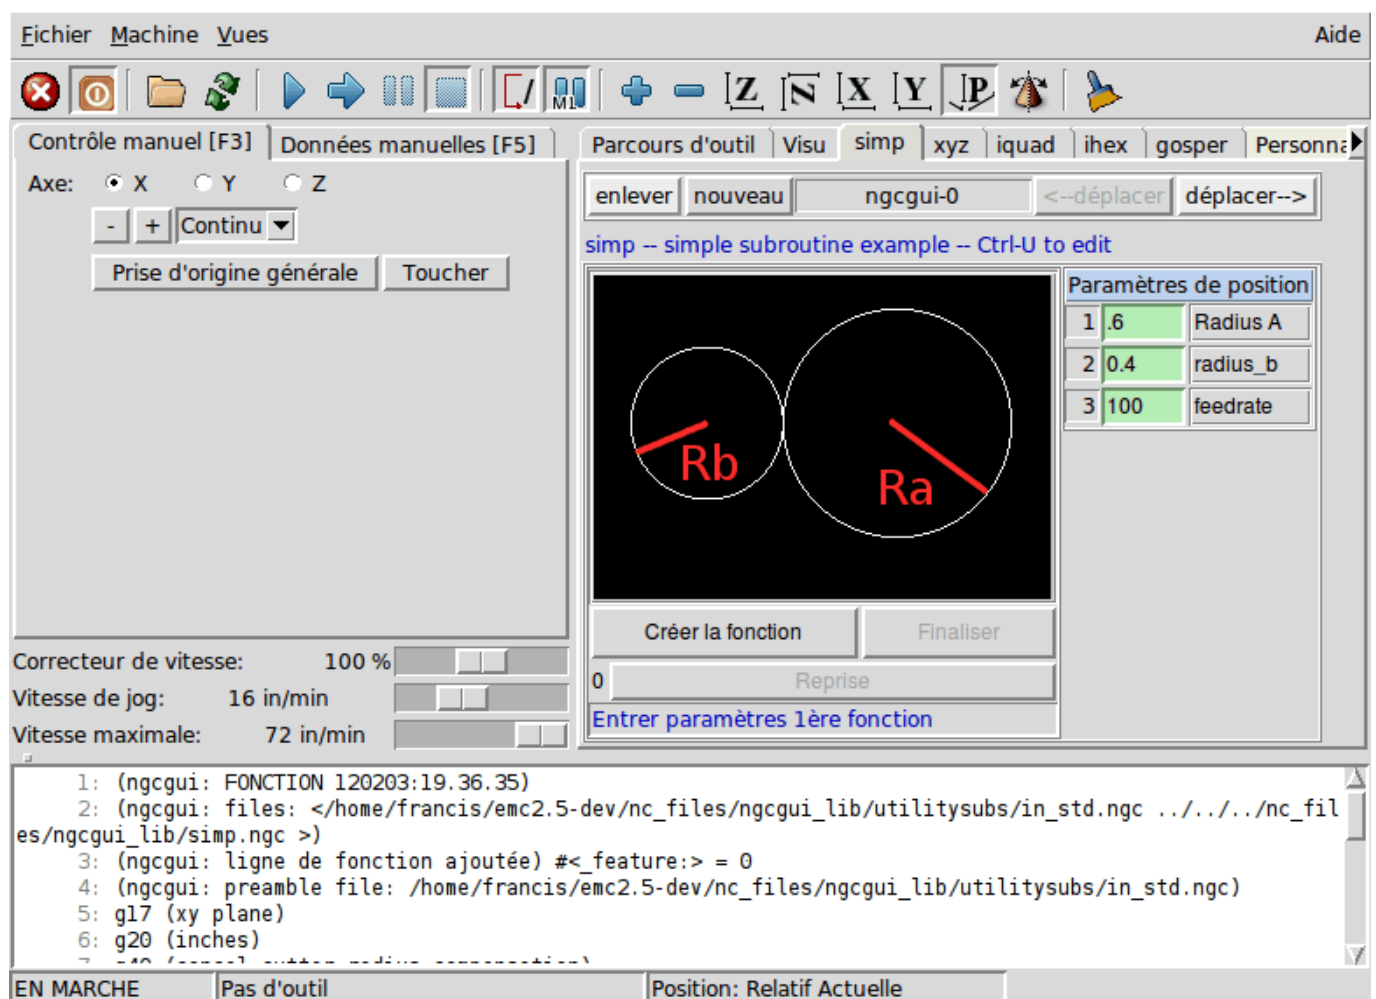 Fichier Machine Vues Aide
M1 Z N X Y P
Contrôle manuel [F3] Données manuelles [F5]
Axe: X Y Z
- + Continu
Prise d'origine générale Toucher
Correcteur de vitesse: 100 %
Vitesse de jog: 16 in/min
Vitesse maximale: 72 in/min
Parcours d'outil Visu simp xyz iquad ihex gosper Personna
enlever nouveau ngcgui-0 <--déplacer déplacer-->
simp -- simple subroutine example -- Ctrl-U to edit
Rb
Ra
Paramètres de position
1 .6 Radius A
2 0.4 radius_b
3 100 feedrate
Créer la fonction Finaliser
0 Reprise
Entrer paramètres 1ère fonction
1: (ngcgui: FONCTION 120203:19.36.35)
2: (ngcgui: files: </home/francis/emc2.5-dev/nc_files/ngcgui_lib/utilitysubs/in_std.ngc ../../../nc_fil
es/ngcgui_lib/simp.ngc >)
3: (ngcgui: ligne de fonction ajoutée) #<_feature:> = 0
4: (ngcgui: preamble file: /home/francis/emc2.5-dev/nc_files/ngcgui_lib/utilitysubs/in_std.ngc)
5: g17 (xy plane)
6: g20 (inches)
EN MARCHE Pas d'outil Position: Relatif Actuelle